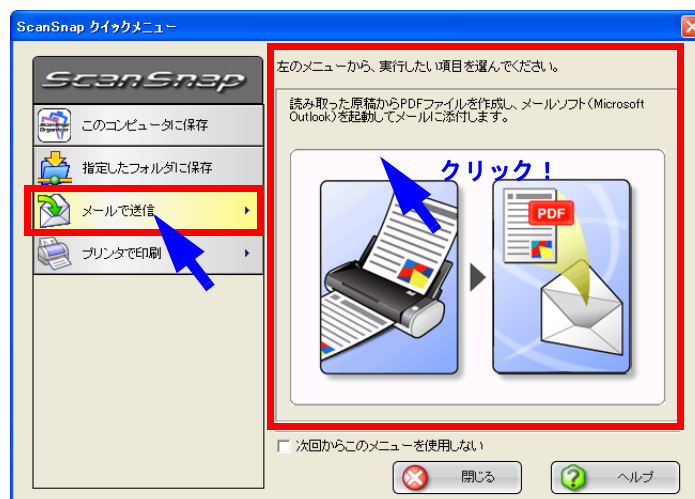 ScanSnap クイックメニュー
ScanSnap
このコンピュータに保存
指定したフォルダに保存
メールで送信
プリンタで印刷
左のメニューから、実行したい項目を選んでください。
読み取った原稿からPDFファイルを作成し、メールソフト(Microsoft
Outlook)を起動してメールに添付します。
クリック！
PDF
次回からこのメニューを使用しない
閉じる
ヘルプ